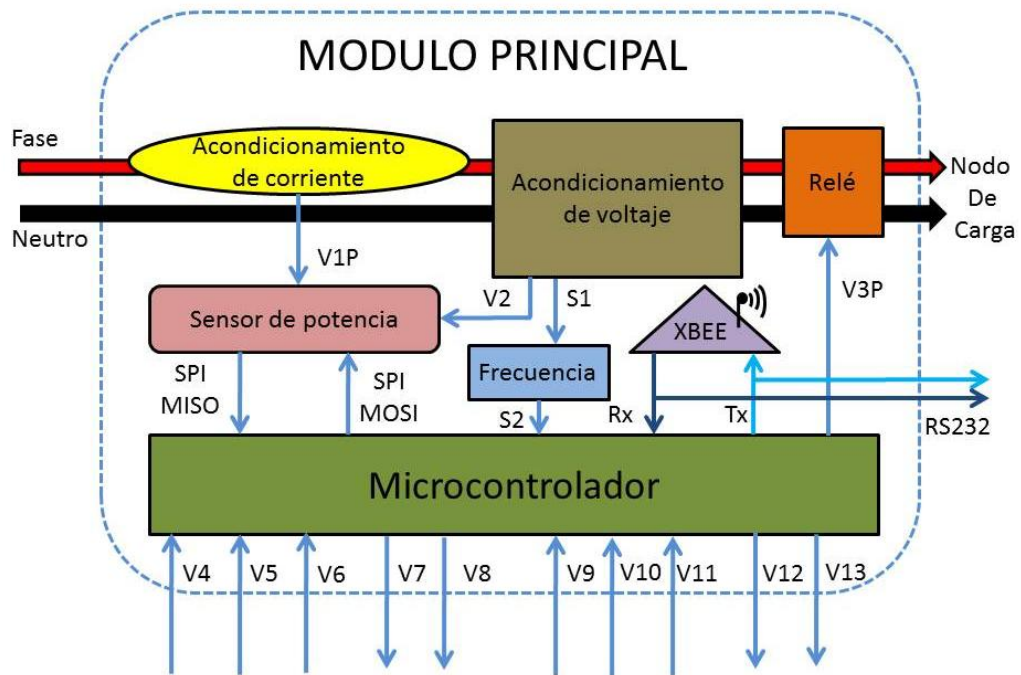 MODULO PRINCIPAL
Fase
Acondicionamiento
de corriente
Acondicionamiento
de voltaje
Relé
Nodo
De
Carga
Neutro
V1P
V2
S1
V3P
Sensor de potencia
XBEE
Frecuencia
SPI
MISO
SPI
MOSI
S2
Rx
Tx
RS232
Microcontrolador
V4
V5
V6
V7
V8
V9
V10
V11
V12
V13